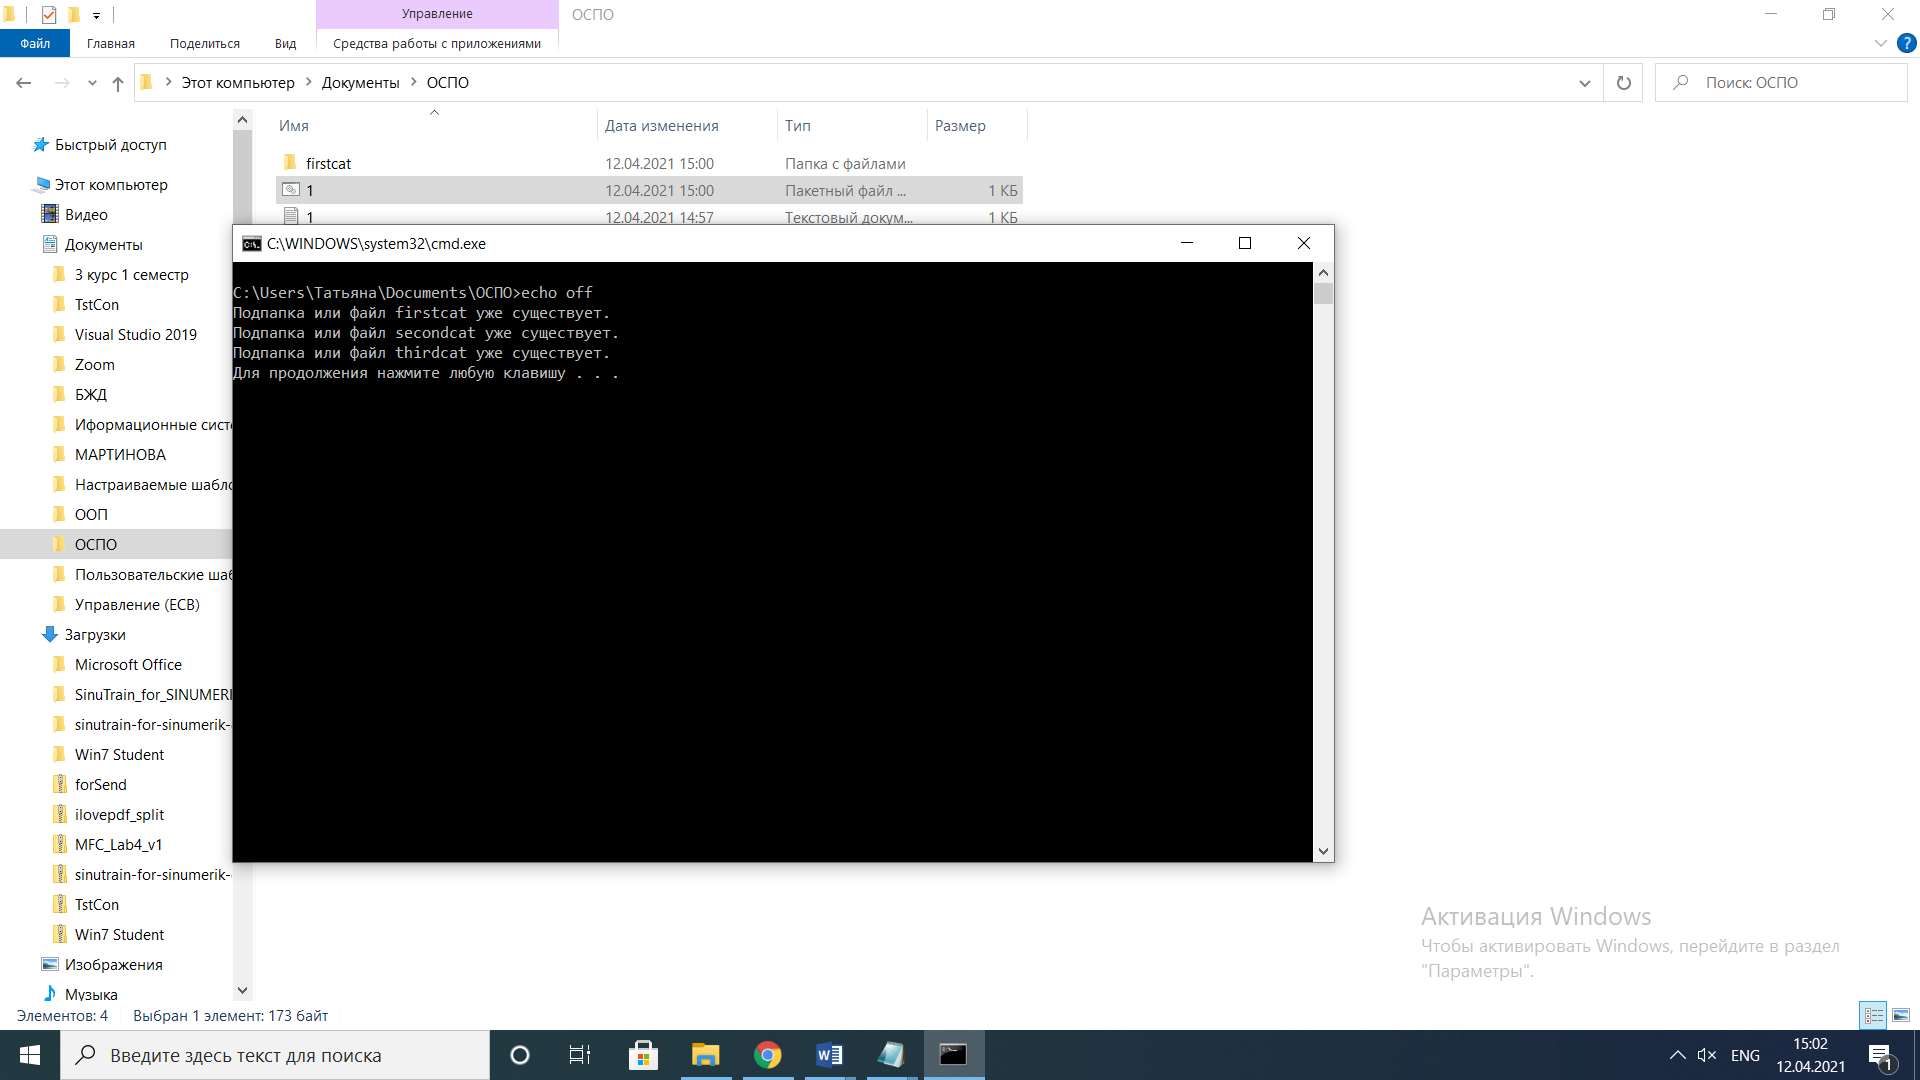 Управление
ОСПО
Файл
Главная
Поделиться
Вид
Средства работы с приложениями
Этот компьютер
Документы
ОСПО
Поиск: ОСПО
Имя
Дата изменения
Тип
Размер
firstcat 12.04.2021 15:00 Папка с файлами
1 12.04.2021 15:00 Пакетный файл ... 1 КБ
1 12.04.2021 14:57 Текстовый докум... 1 КБ
Быстрый доступ
Этот компьютер
Видео
Документы
3 курс 1 семестр
TstCon
Visual Studio 2019
Zoom
БЖД
Иформационные сист
МАРТИНОВА
Настраиваемые шабло
ООП
ОСПО
Пользовательские шаб
Управление (ЕСВ)
Загрузки
Microsoft Office
SinuTrain_for_SINUMERI
sinutrain-for-sinumerik-
Win7 Student
forSend
ilovepdf_split
MFC_Lab4_v1
sinutrain-for-sinumerik-
TstCon
Win7 Student
Изображения
Музыка
C:\WINDOWS\system32\cmd.exe
C:\Users\Татьяна\Documents\ОСПО>echo off
Подпапка или файл firstcat уже существует.
Подпапка или файл secondcat уже существует.
Подпапка или файл thirdcat уже существует.
Для продолжения нажмите любую клавишу . . .
Активация Windows
Чтобы активировать Windows, перейдите в раздел
"Параметры".
Элементов: 4
Выбран 1 элемент: 173 байт
Введите здесь текст для поиска
ENG
15:02
12.04.2021
1